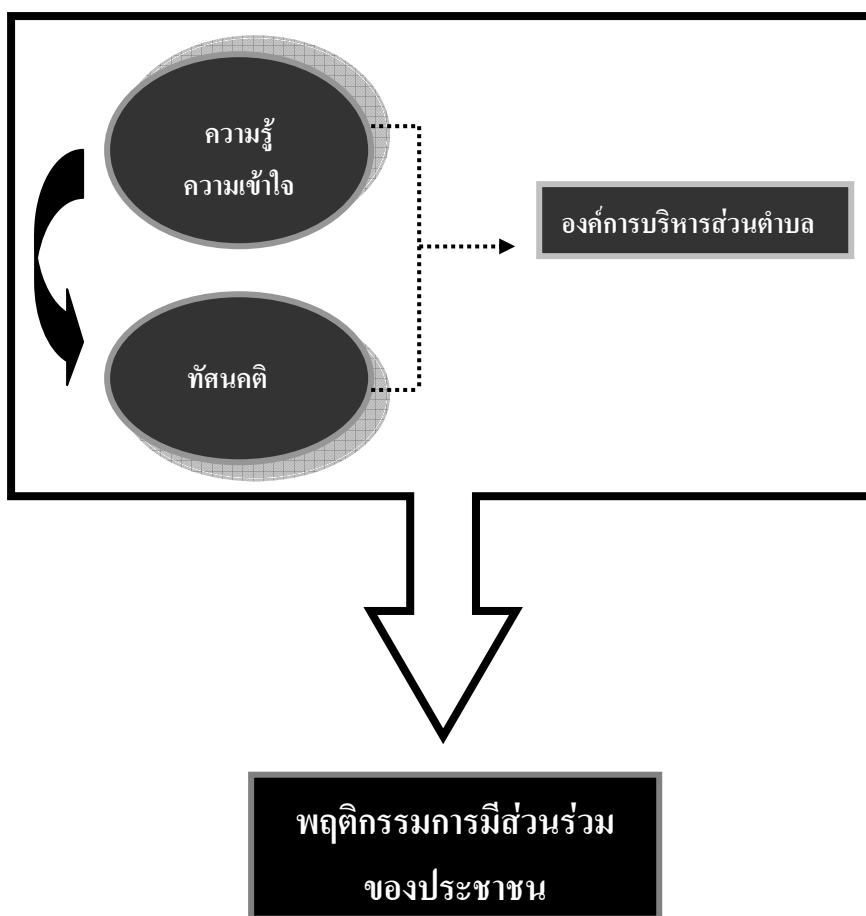 ความรู้
ความเข้าใจ
องค์การบริหารส่วนตำบล
ทัศนคติ
พฤติกรรมการมีส่วนร่วม
ของประชาชน